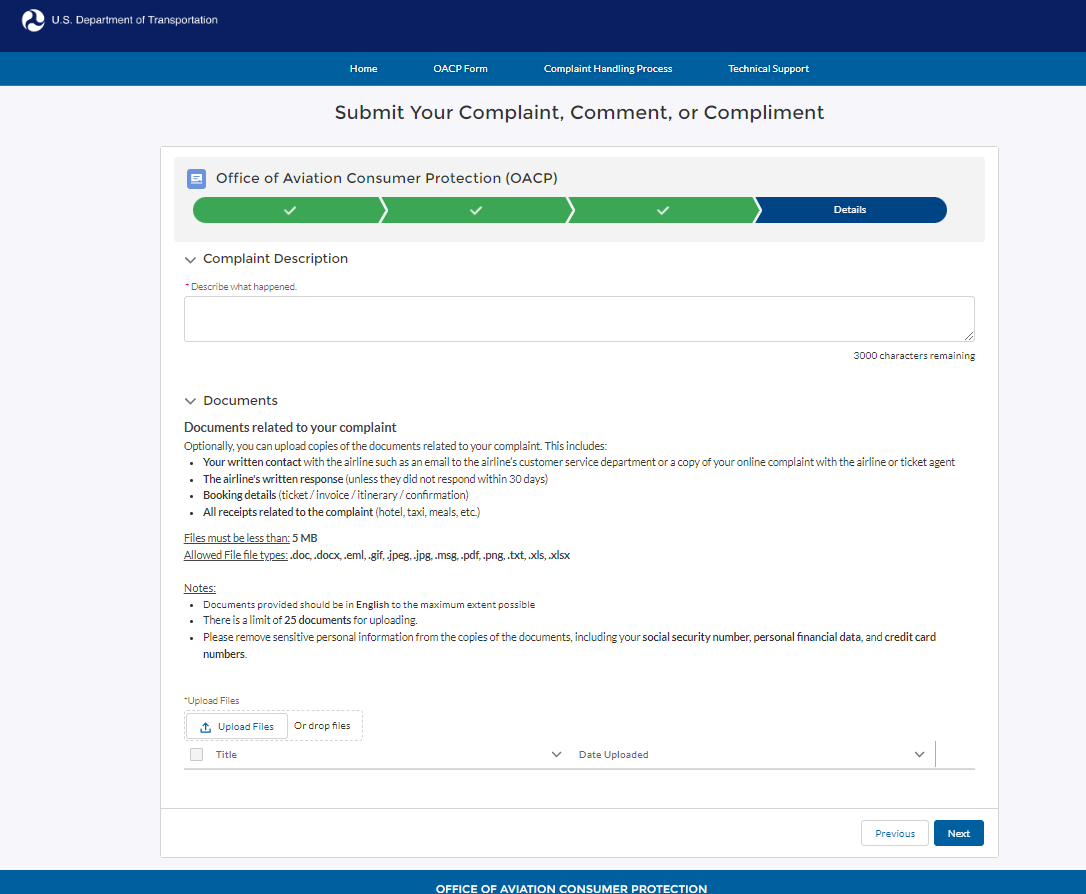 U.S. Department of Transportation
Home OACP Form Complaint Handling Process Technical Support
Submit Your Complaint, Comment, or Compliment
Office of Aviation Consumer Protection (OACP)
Details
Complaint Description
* Describe what happened.
3000 characters remaining
Documents
Documents related to your complaint
Optionally, you can upload copies of the documents related to your complaint. This includes:
• Your written contact with the airline such as an email to the airline's customer service department or a copy of your online complaint with the airline or ticket agent
• The airline's written response (unless they did not respond within 30 days)
• Booking details (ticket / invoice / itinerary / confirmation)
• All receipts related to the complaint (hotel, taxi, meals, etc.)
Files must be less than: 5 MB
Allowed File file types: .doc, .docx, .eml, .gif, .jpeg, .jpg, .msg, .pdf, .png, .txt, .xls, .xlsx
Notes:
• Documents provided should be in English to the maximum extent possible
• There is a limit of 25 documents for uploading.
• Please remove sensitive personal information from the copies of the documents, including your social security number, personal financial data, and credit card
numbers.
*Upload Files
Upload Files Or drop files
Title Date Uploaded
Previous Next
OFFICE OF AVIATION CONSUMER PROTECTION